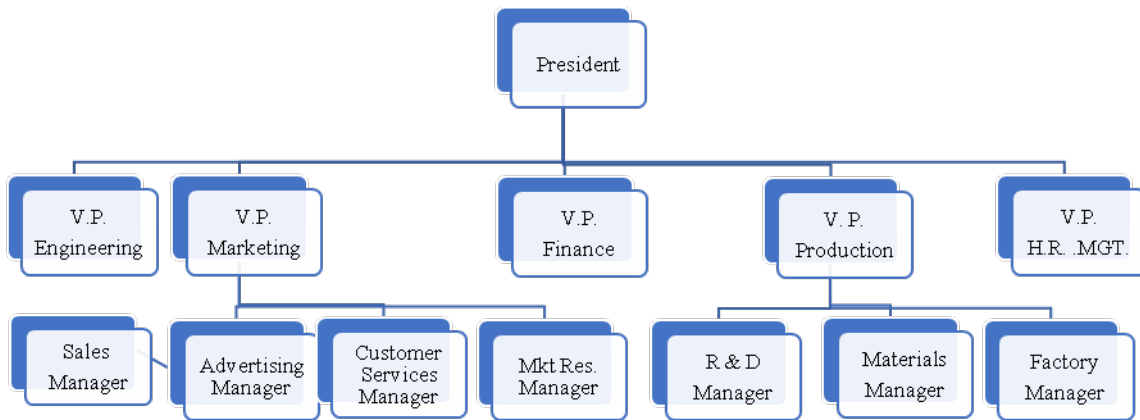 President
V.P.
Engineering
V.P.
Marketing
V.P.
Finance
V. P.
Production
V.P.
H.R. .MGT.
Sales
Manager
Advertising
Manager
Customer
Services
Manager
Mkt Res.
Manager
R & D
Manager
Materials
Manager
Factory
Manager